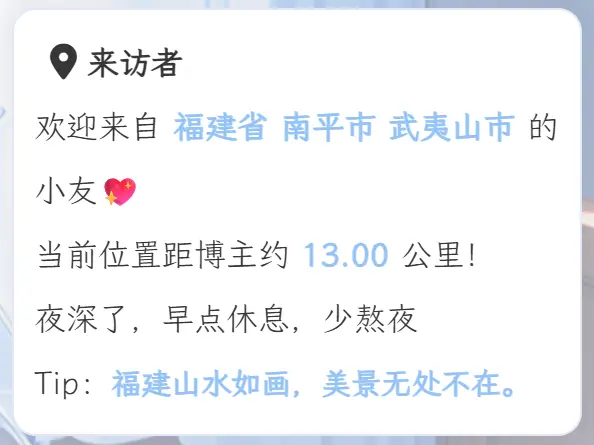 来访者
欢迎来自 福建省 南平市 武夷山市 的
小友💖
当前位置距博主约 13.00 公里！
夜深了，早点休息，少熬夜
Tip：福建山水如画，美景无处不在。